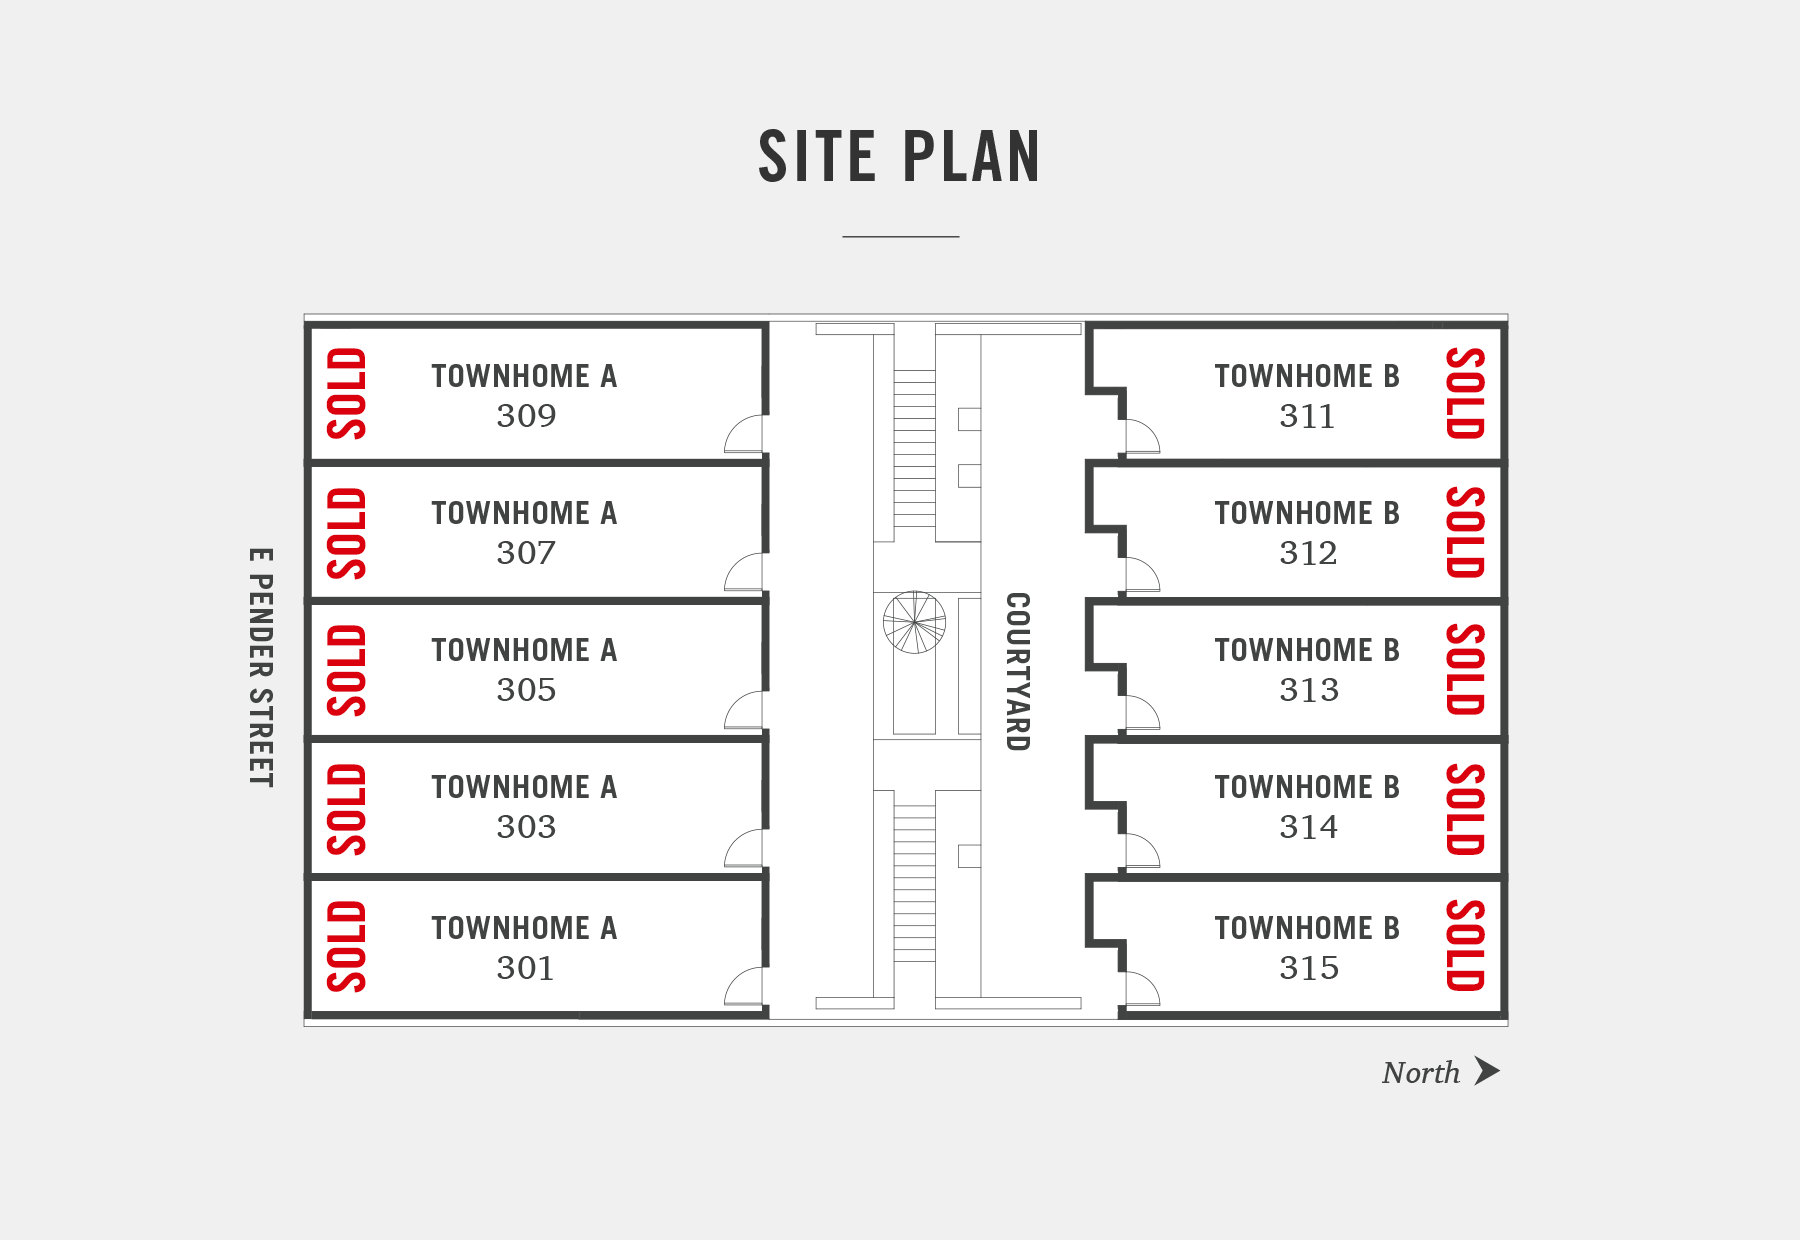 SITE PLAN
SOLD
TOWNHOME A
309
TOWNHOME B
311
SOLD
SOLD
TOWNHOME A
307
TOWNHOME B
312
SOLD
E PENDER STREET
SOLD
TOWNHOME A
305
COURTYARD
TOWNHOME B
313
SOLD
SOLD
TOWNHOME A
303
TOWNHOME B
314
SOLD
SOLD
TOWNHOME A
301
TOWNHOME B
315
SOLD
North